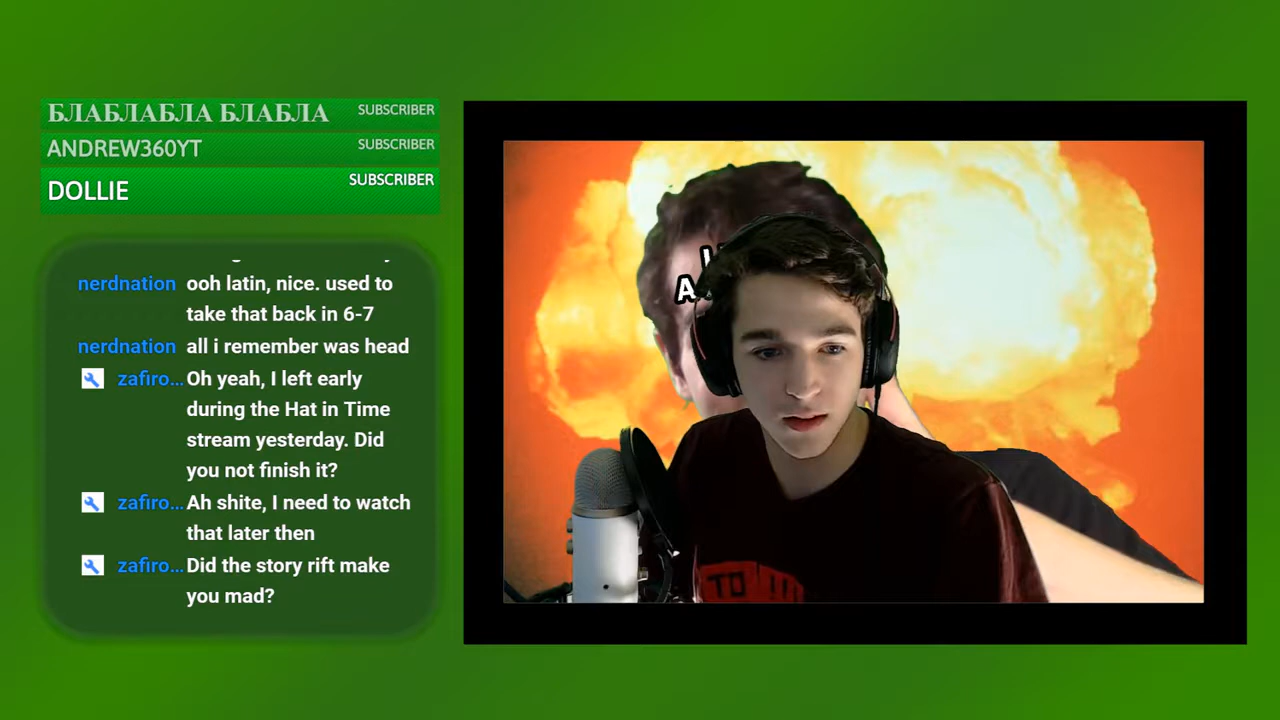 БЛАБЛАБЛА БЛАБЛА SUBSCRIBER
ANDREW360YT SUBSCRIBER
DOLLIE SUBSCRIBER
nerdnation ooh latin, nice. used to
take that back in 6-7
nerdnation all i remember was head
zafiro... Oh yeah, I left early
during the Hat in Time
stream yesterday. Did
you not finish it?
zafiro... Ah shite, I need to watch
that later then
zafiro... Did the story rift make
you mad?
A
TO !!!